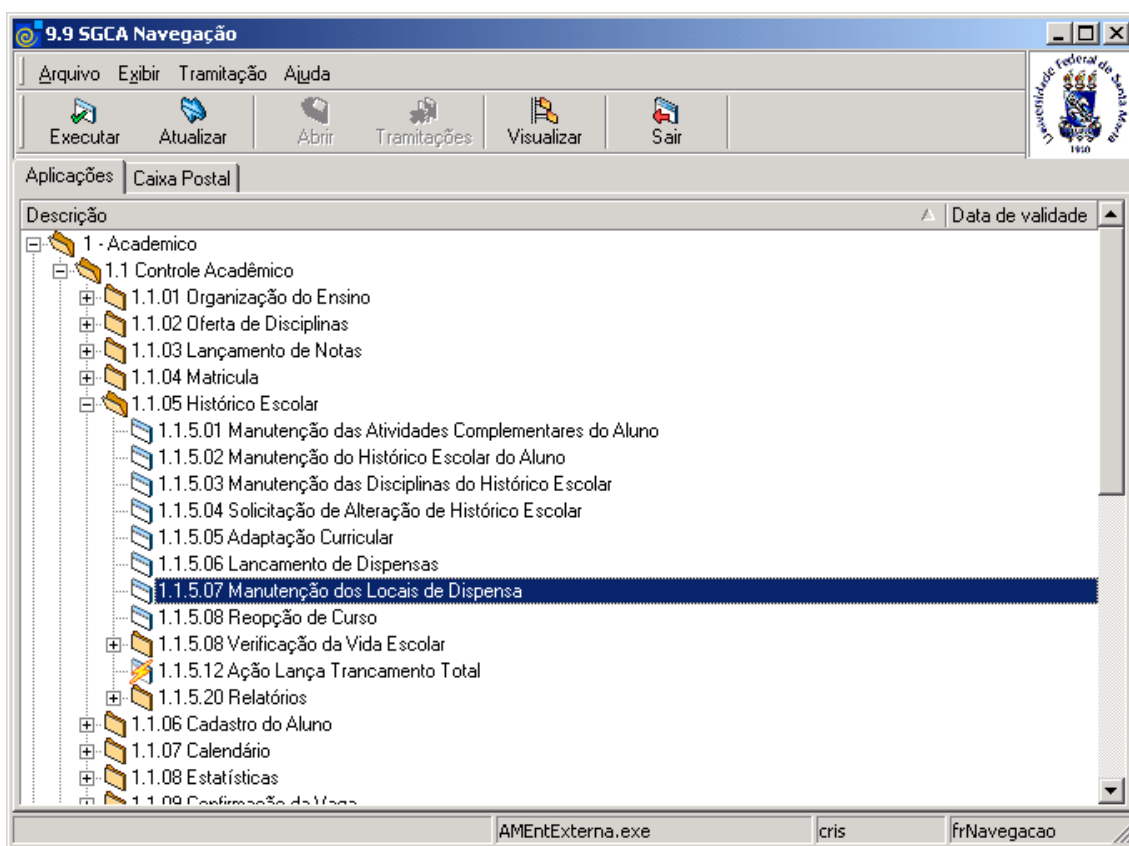 9.9 SGCA Navegação
Arquivo Exibir Tramitação Ajuda
Executar Atualizar Abrir Tramitações Visualizar Sair
Universidade Federal de Santa Maria
1960
Aplicações Caixa Postal
Descrição Data de validade
1 - Academico
1.1 Controle Acadêmico
1.1.01 Organização do Ensino
1.1.02 Oferta de Disciplinas
1.1.03 Lançamento de Notas
1.1.04 Matricula
1.1.05 Histórico Escolar
1.1.5.01 Manutenção das Atividades Complementares do Aluno
1.1.5.02 Manutenção do Histórico Escolar do Aluno
1.1.5.03 Manutenção das Disciplinas do Histórico Escolar
1.1.5.04 Solicitação de Alteração de Histórico Escolar
1.1.5.05 Adaptação Curricular
1.1.5.06 Lancamento de Dispensas
1.1.5.07 Manutenção dos Locais de Dispensa
1.1.5.08 Reopção de Curso
1.1.5.08 Verificação da Vida Escolar
1.1.5.12 Ação Lança Trancamento Total
1.1.5.20 Relatórios
1.1.06 Cadastro do Aluno
1.1.07 Calendário
1.1.08 Estatísticas
1.1.09 Confirmação da Vaga
AMEntExterna.exe cris frNavegacao